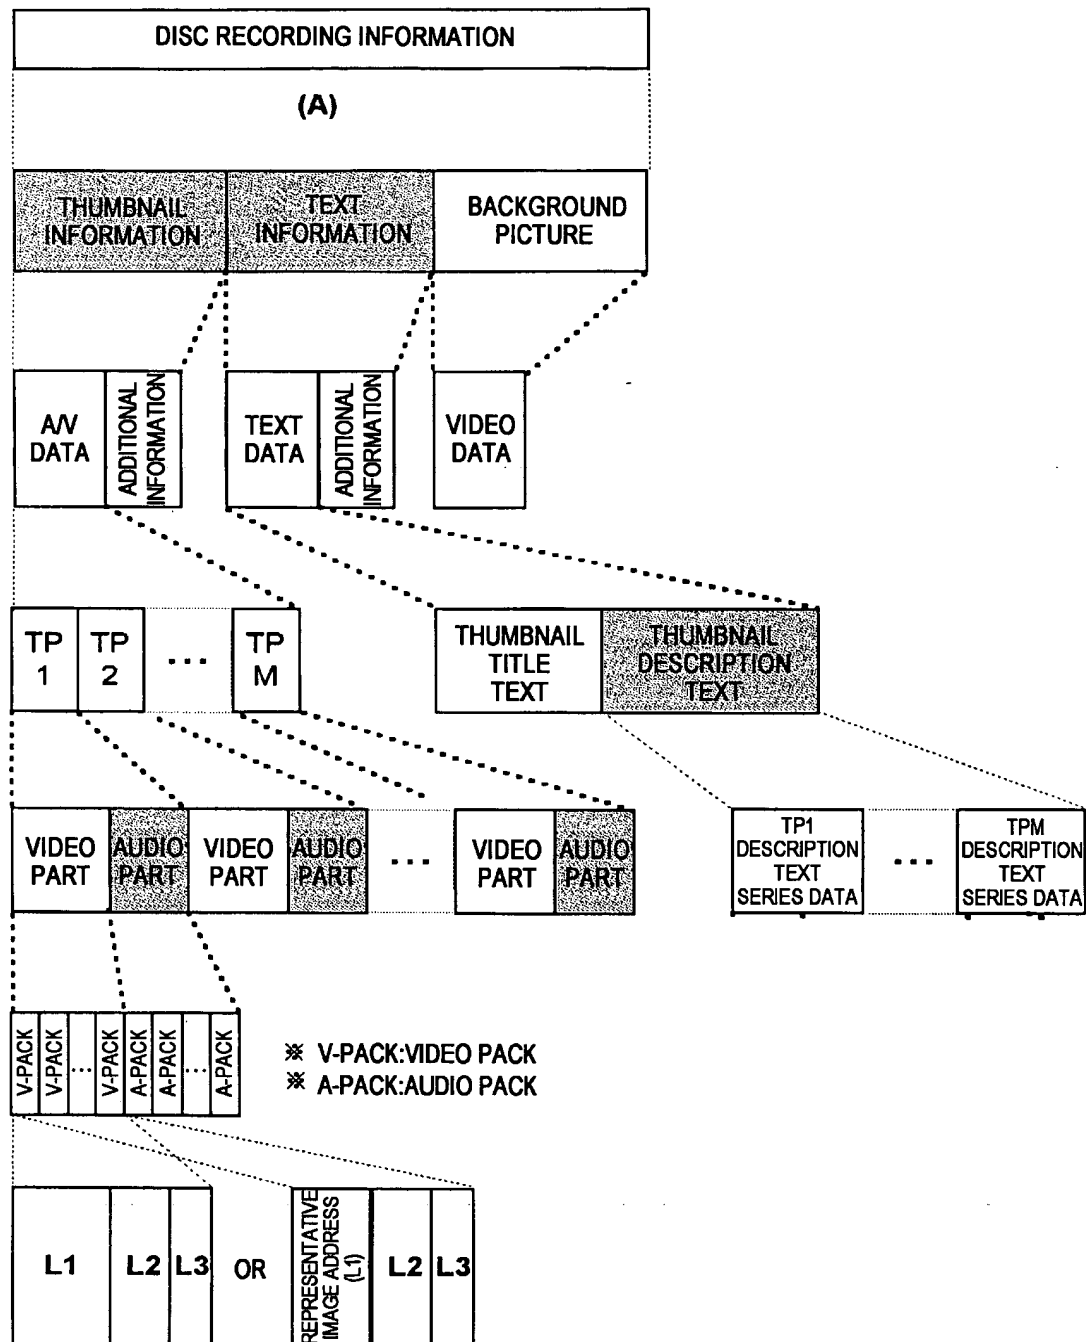 DISC RECORDING INFORMATION
(A)
THUMBNAIL
INFORMATION
TEXT
INFORMATION
BACKGROUND
PICTURE
A/V
DATA
ADDITIONAL
INFORMATION
TEXT
DATA
ADDITIONAL
INFORMATION
VIDEO
DATA
TP
1
TP
2
...
TP
M
THUMBNAIL
TITLE
TEXT
THUMBNAIL
DESCRIPTION
TEXT
VIDEO
PART
AUDIO
PART
VIDEO
PART
AUDIO
PART
...
VIDEO
PART
AUDIO
PART
TP1
DESCRIPTION
TEXT
SERIES DATA
...
TPM
DESCRIPTION
TEXT
SERIES DATA
V-PACK
V-PACK
...
V-PACK
A-PACK
A-PACK
...
A-PACK
※ V-PACK:VIDEO PACK
※ A-PACK:AUDIO PACK
L1
L2
L3
OR
REPRESENTATIVE
IMAGE ADDRESS
(L1)
L2
L3